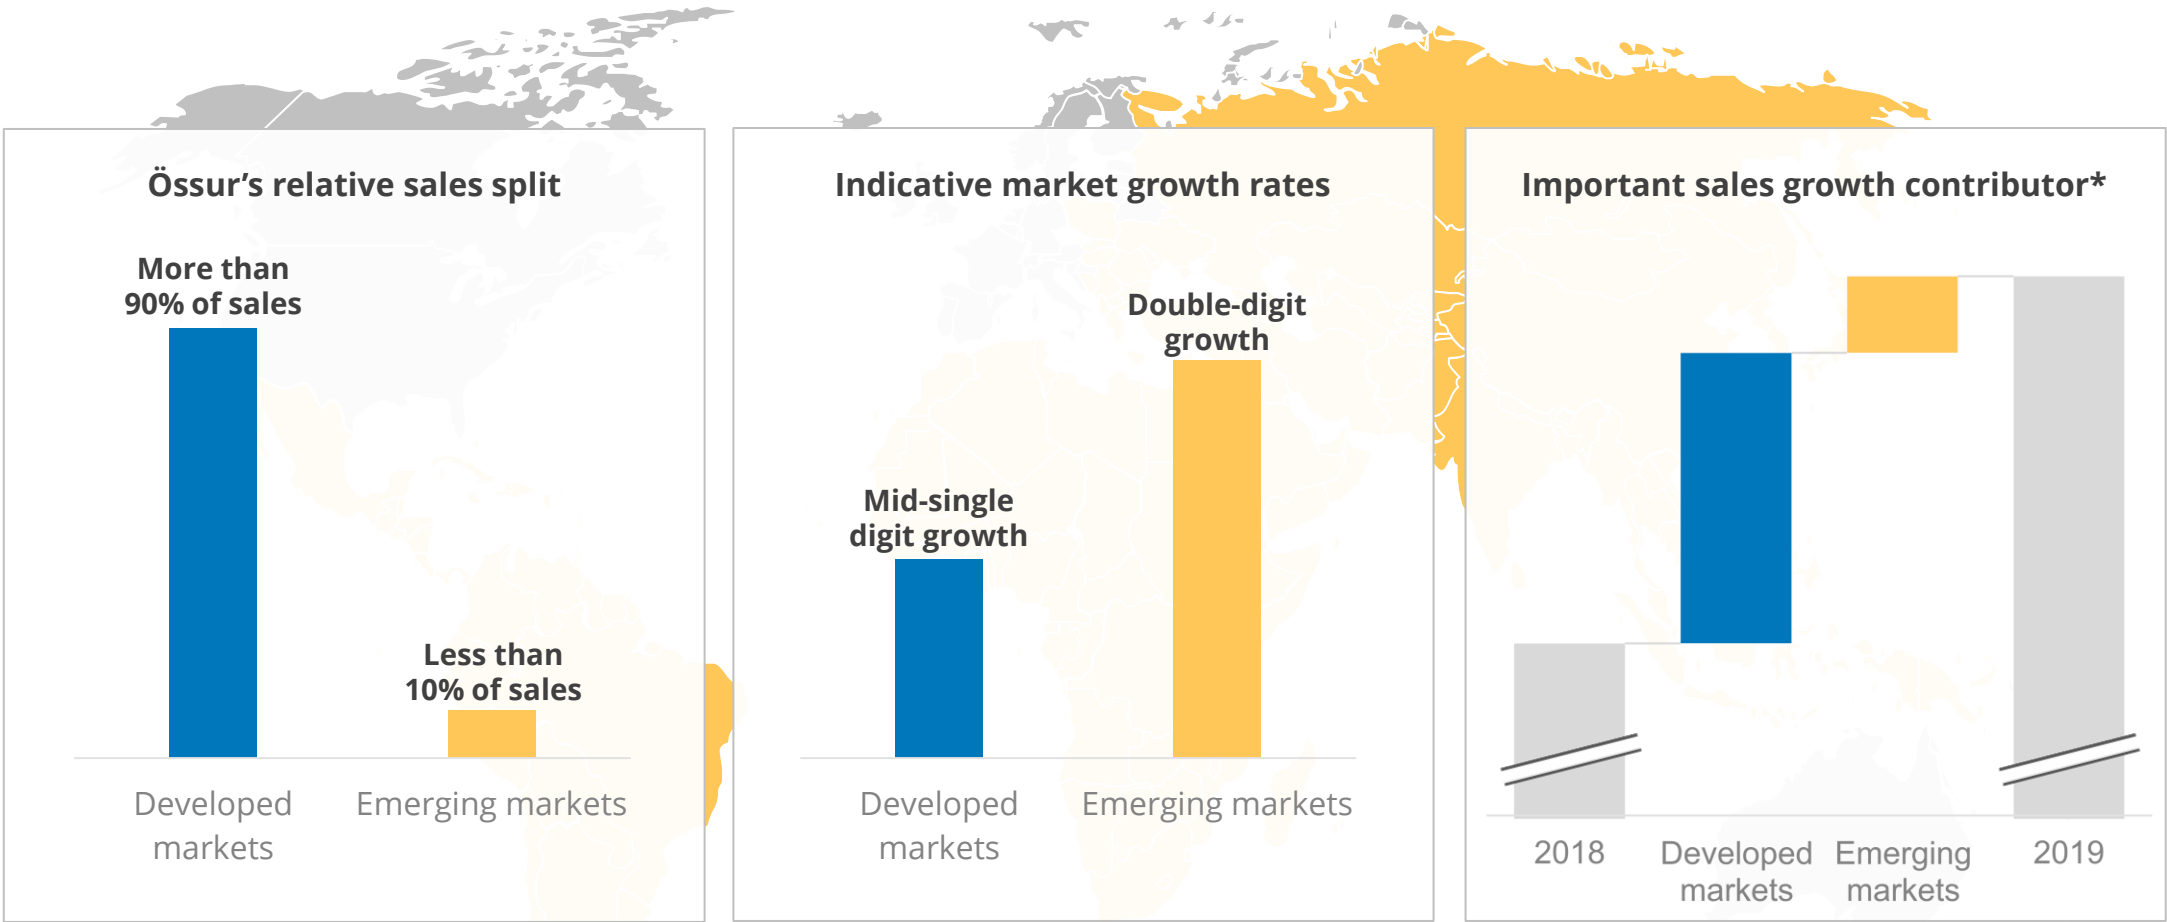 Össur’s relative sales split
More than
90% of sales
Less than
10% of sales
Developed
markets
Emerging markets
Indicative market growth rates
Mid-single
digit growth
Double-digit
growth
Developed
markets
Emerging markets
Important sales growth contributor*
2018
Developed
markets
Emerging
markets
2019